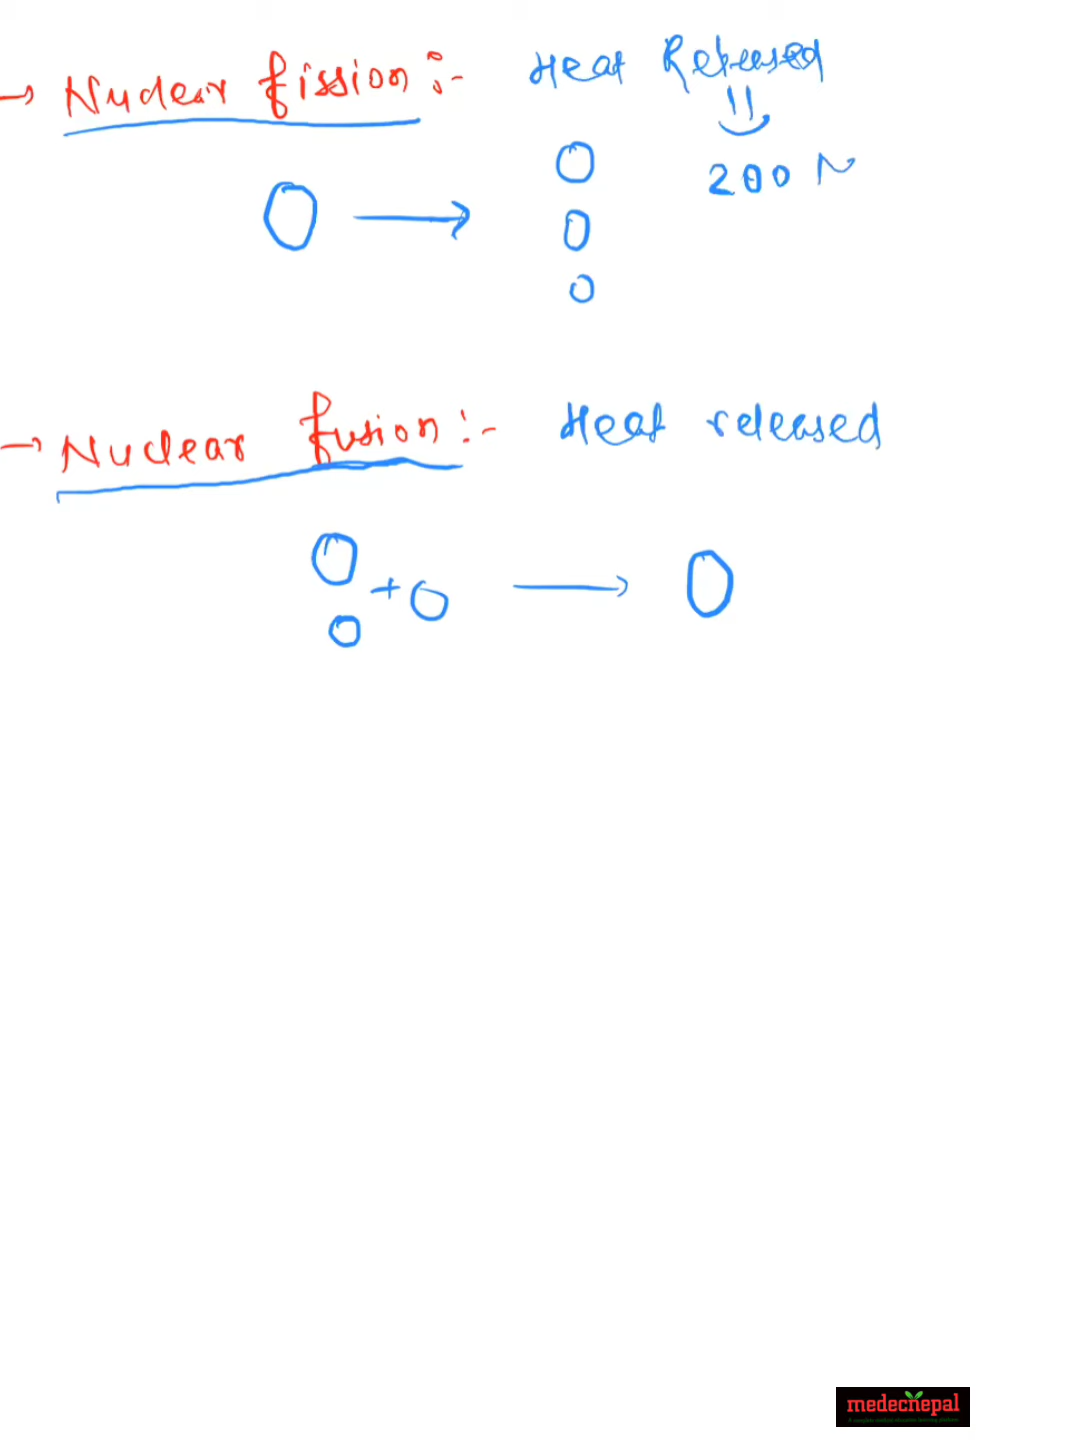 → Nuclear fission :- Heat Released
200 N
→ Nuclear fusion :- Heat released
+ →
medecnepal